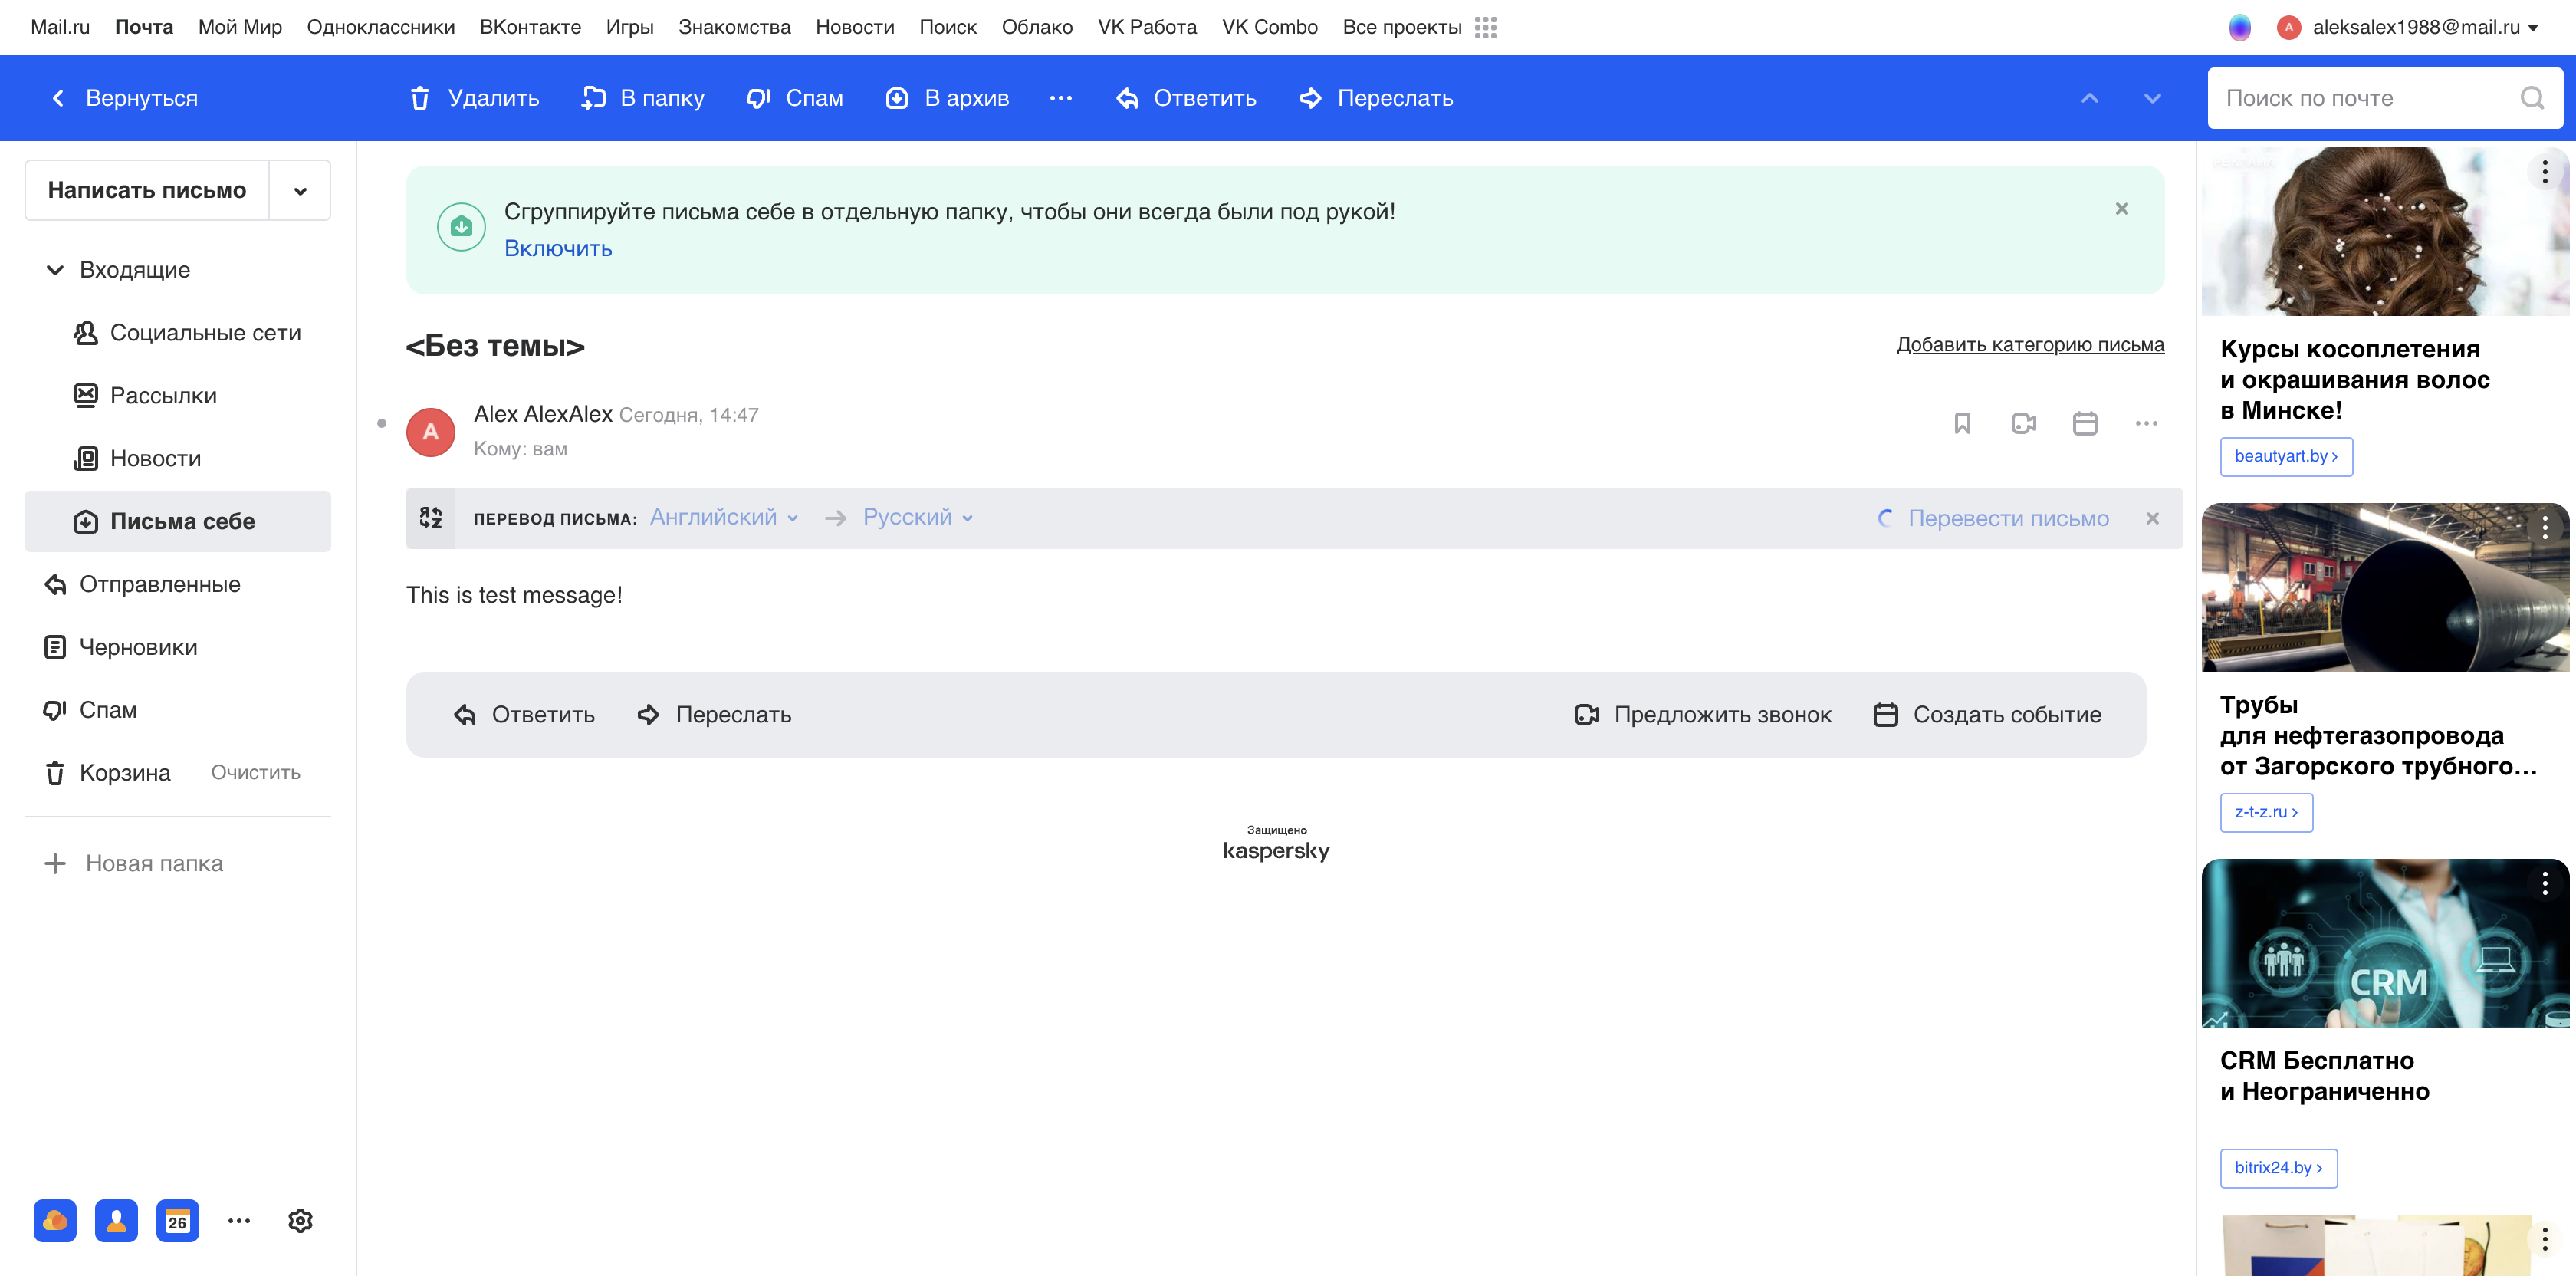 Mail.ru Почта Мой Мир Одноклассники ВКонтакте Игры Знакомства Новости Поиск Облако VK Работа VK Combo Все проекты
aleksalex1988@mail.ru
Вернуться
Удалить В папку Спам В архив Ответить Переслать
Поиск по почте
Написать письмо
Входящие
Социальные сети
Рассылки
Новости
Письма себе
Отправленные
Черновики
Спам
Корзина Очистить
Новая папка
26
Сгруппируйте письма себе в отдельную папку, чтобы они всегда были под рукой!
Включить
<Без темы>
Добавить категорию письма
A
Alex AlexAlex Сегодня, 14:47
Кому: вам
ПЕРЕВОД ПИСЬМА: Английский → Русский
Перевести письмо
This is test message!
Ответить Переслать Предложить звонок Создать событие
Защищено
kaspersky
Курсы косоплетения
и окрашивания волос
в Минске!
beautyart.by
Трубы
для нефтегазопровода
от Загорского трубного...
z-t-z.ru
CRM
CRM Бесплатно
и Неограниченно
bitrix24.by